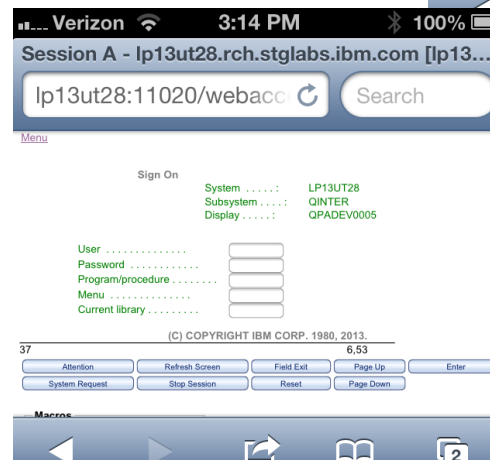 Verizon 3:14 PM 100%
Session A - lp13ut28.rch.stglabs.ibm.com [lp13...
lp13ut28:11020/webacc Search
Menu
Sign On
System . . . . . : LP13UT28
Subsystem . . . . : QINTER
Display . . . . . : QPADEV0005
User . . . . . . . . . . . . . .
Password . . . . . . . . . . . .
Program/procedure . . . . . . . .
Menu . . . . . . . . . . . . . .
Current library . . . . . . . . .
(C) COPYRIGHT IBM CORP. 1980, 2013.
37 6,53
Attention Refresh Screen Field Exit Page Up Enter
System Request Stop Session Reset Page Down
Macros
2